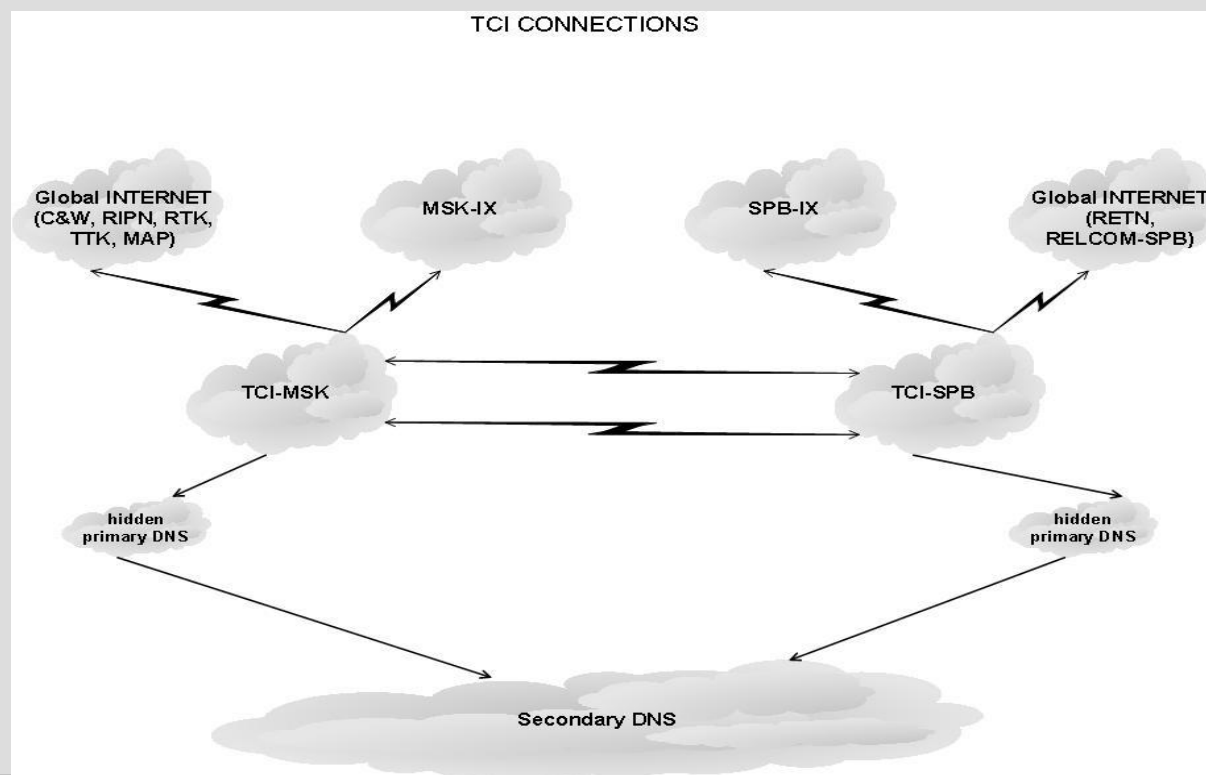 TCI CONNECTIONS
Global INTERNET
(C&W, RIPN, RTK,
TTK, MAP)
MSK-IX
SPB-IX
Global INTERNET
(RETN,
RELCOM-SPB)
TCI-MSK
TCI-SPB
hidden
primary DNS
hidden
primary DNS
Secondary DNS